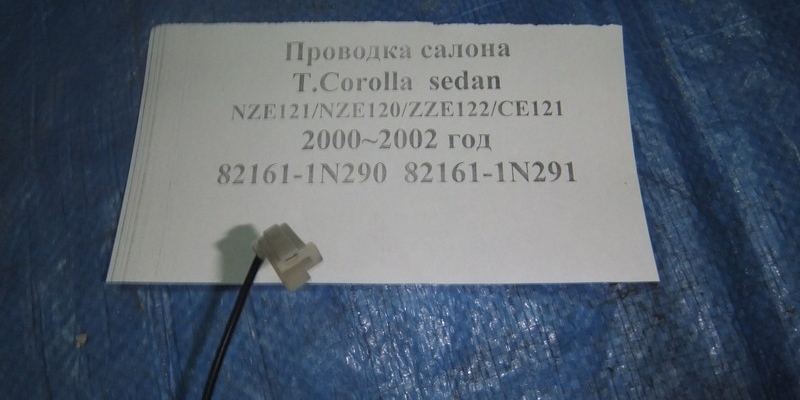 Проводка салона
T.Corolla sedan
NZE121/NZE120/ZZE122/CE121
2000~2002 год
82161-1N290 82161-1N291